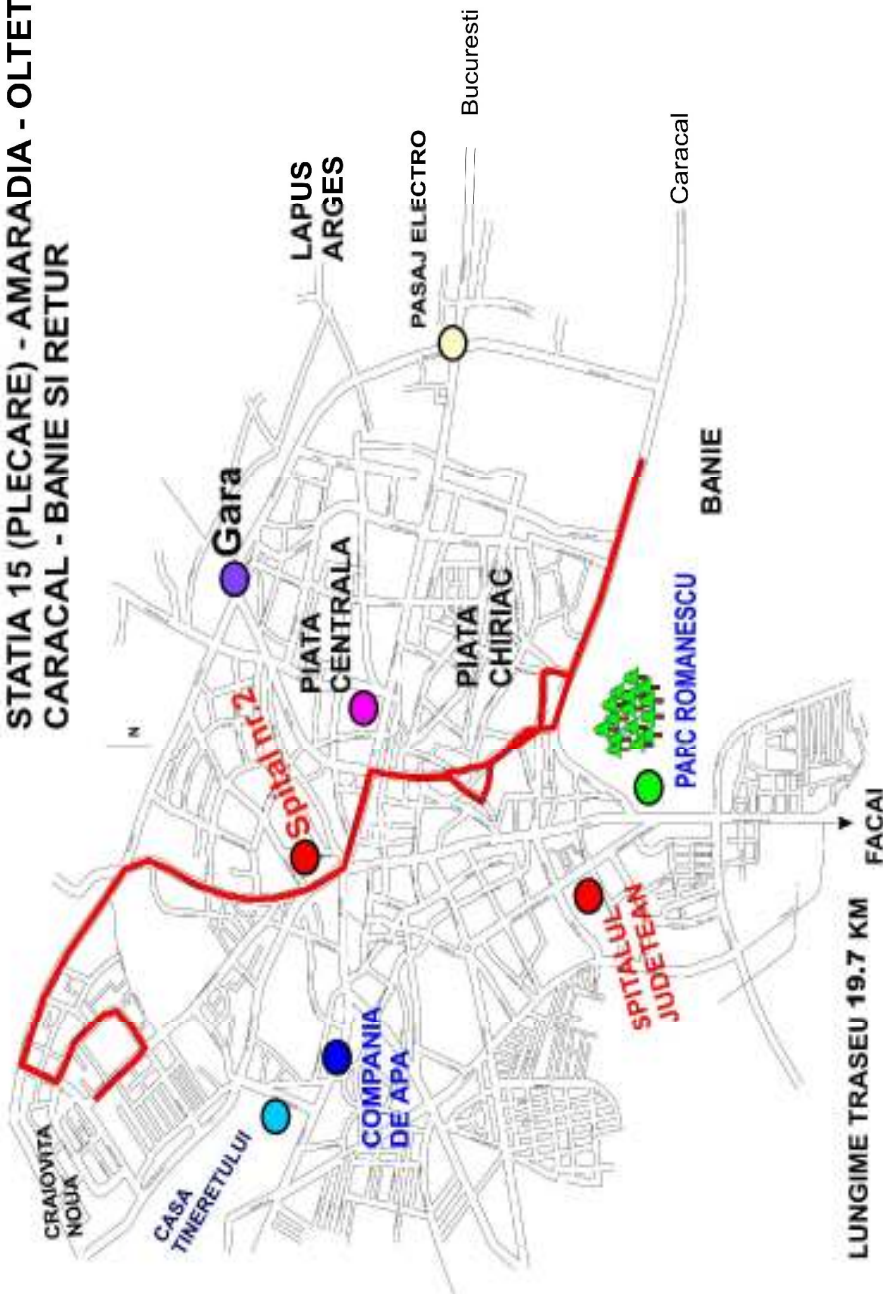 STATIA 15 (PLECARE) - AMARADIA - OLTET
CARACAL - BANIE SI RETUR
N
CRAIOVITA
NOUA
CASA
TINERETULUI
COMPANIA
DE APA
Spital nr.2
Gara
PIATA
CENTRALA
PIATA
CHIRIAC
LAPUS
ARGES
PASAJ ELECTRO
Bucuresti
Caracal
BANIE
PARC ROMANESCU
SPITALUL
JUDETEAN
FACAI
LUNGIME TRASEU 19.7 KM